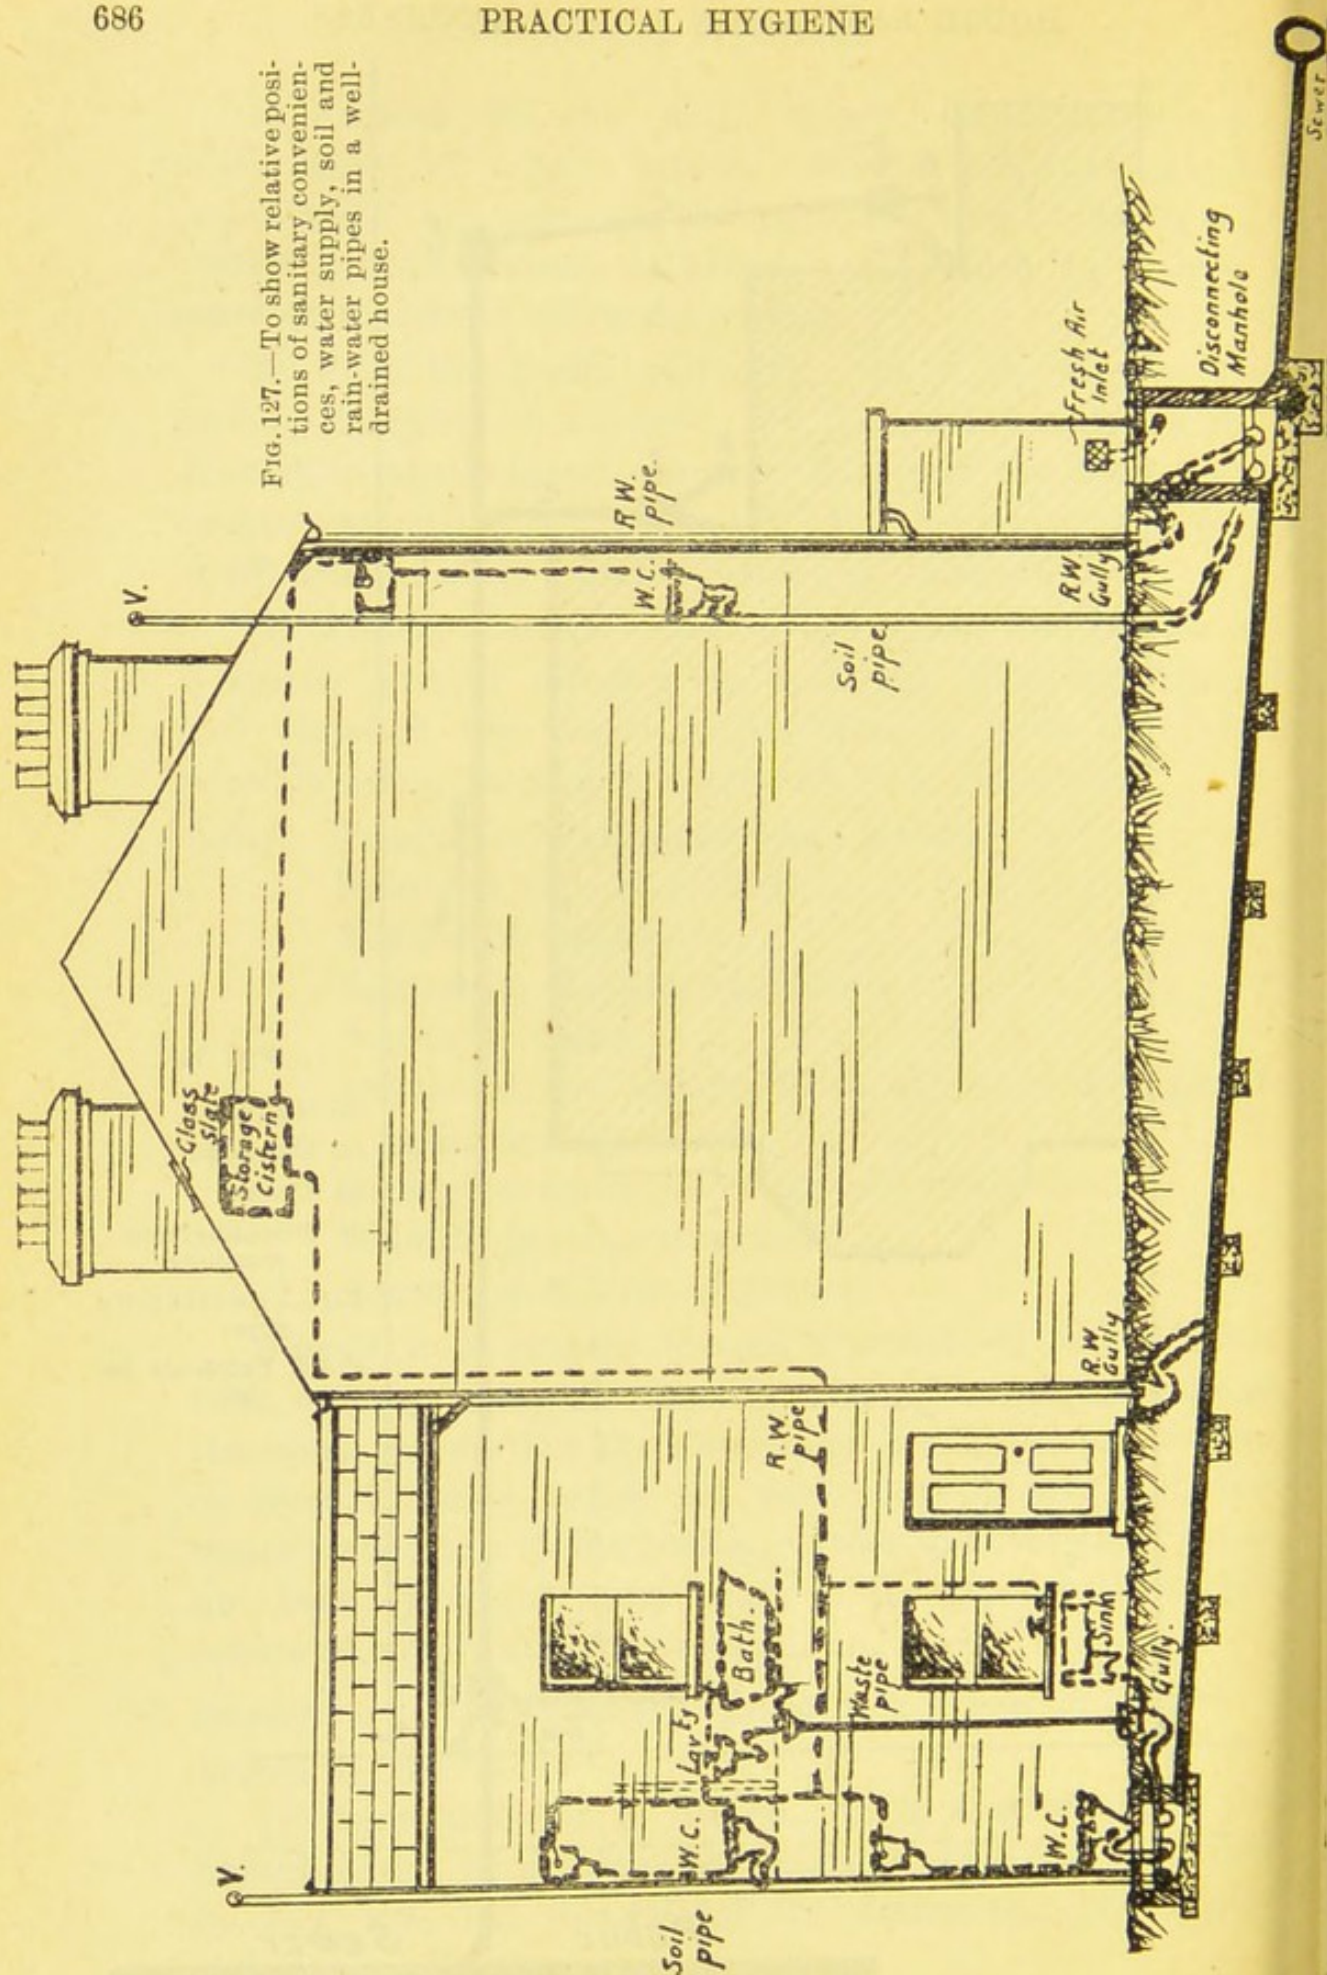 686
PRACTICAL HYGIENE
FIG. 127.—To show relative posi-
tions of sanitary convenien-
ces, water supply, soil and
rain-water pipes in a well-
drained house.
V.
V.
Glass
Slate
Storage
Cistern
R.W.
pipe.
W.C.
Soil
pipe
R.W.
Gully
Fresh Air
Inlet
Disconnecting
Manhole
Sewer
R.W.
Gully
R.W.
pipe
Bath.
Lavty
W.C.
Waste
pipe
Sink
Gully.
W.C.
Soil
pipe